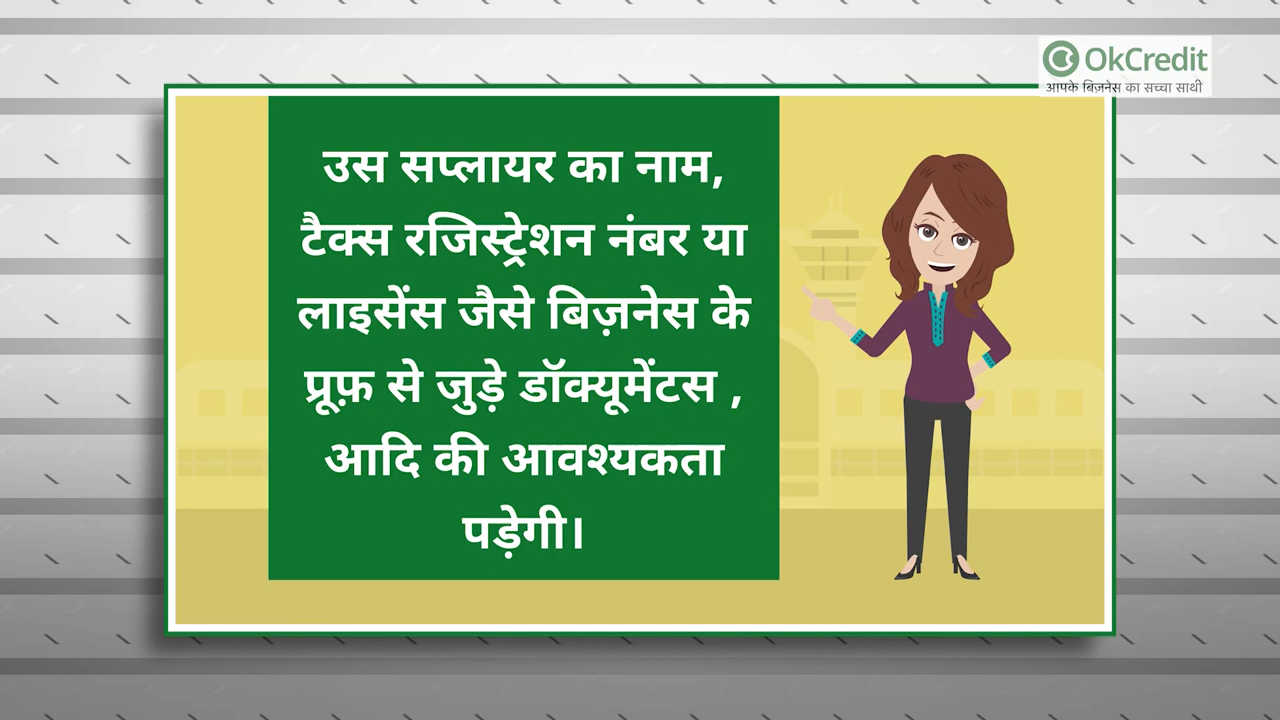 OkCredit
आपके बिज़नेस का सच्चा साथी
उस सप्लायर का नाम,
टैक्स रजिस्ट्रेशन नंबर या
लाइसेंस जैसे बिज़नेस के
प्रूफ़ से जुड़े डॉक्यूमेंटस ,
आदि की आवश्यकता
पड़ेगी।